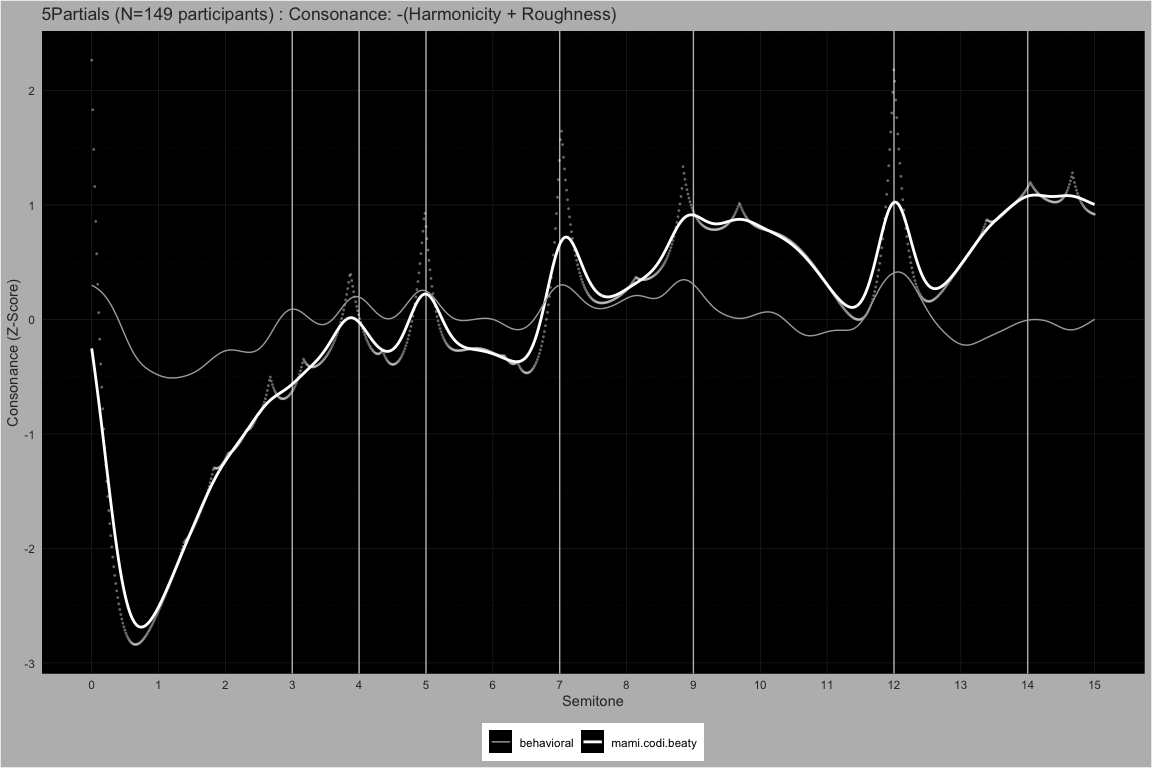 5Partials (N=149 participants) : Consonance: -(Harmonicity + Roughness)
Consonance (Z-Score)
2
1
0
-1
-2
-3
0 1 2 3 4 5 6 7 8 9 10 11 12 13 14 15
Semitone
behavioral mami.codi.beaty